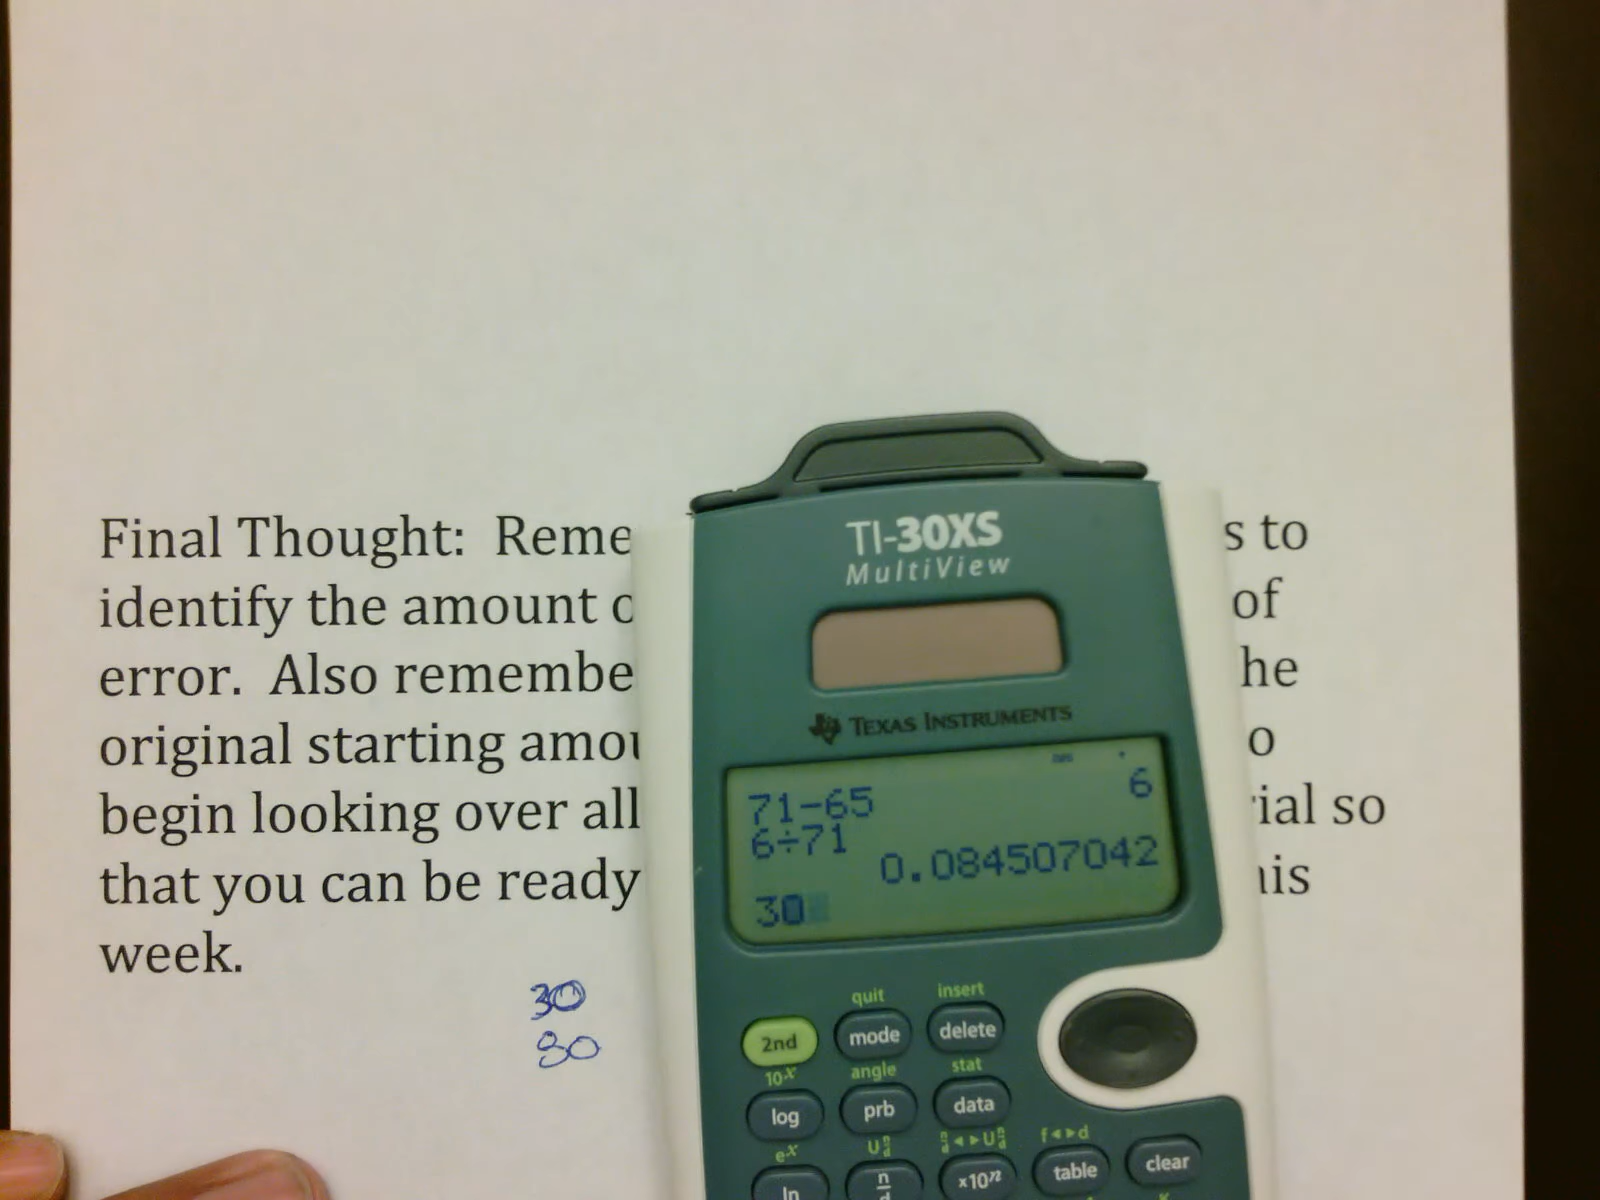 Final Thought: Reme s to
identify the amount o of
error. Also remembe he
original starting amou o
begin looking over all rial so
that you can be ready his
week.
30
80
TI-30XS
MultiView
TEXAS INSTRUMENTS
71-65 6
6÷71
0.084507042
30
quit insert
2nd mode delete
10ˣ angle stat
log prb data
eˣ f◄►d
ln n/d ×10ⁿ table clear